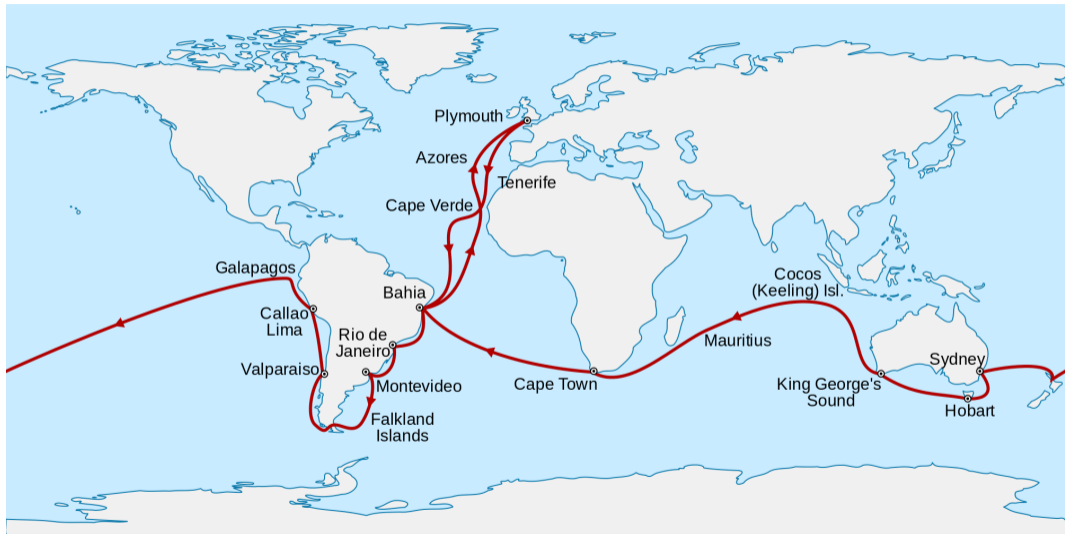 Plymouth
Azores
Tenerife
Cape Verde
Galapagos
Cocos
(Keeling) Isl.
Bahia
Callao
Lima
Rio de
Janeiro
Mauritius
Sydney
Valparaiso
Montevideo
Cape Town
King George's
Sound
Hobart
Falkland
Islands